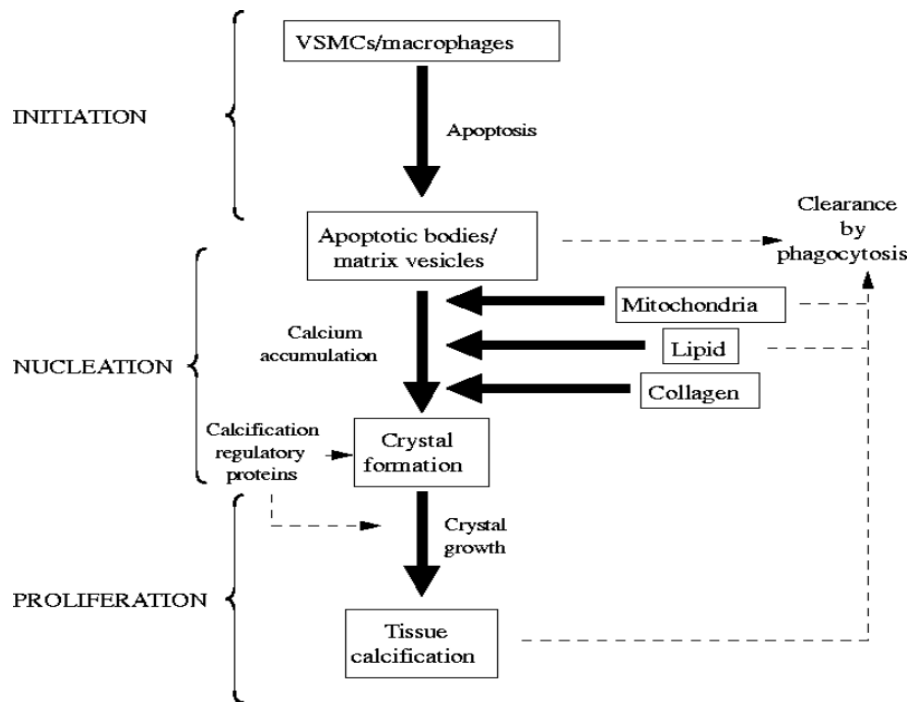 VSMCs/macrophages
INITIATION
Apoptosis
Apoptotic bodies/
matrix vesicles
Clearance
by
phagocytosis
Mitochondria
Calcium
accumulation
Lipid
NUCLEATION
Collagen
Calcification
regulatory
proteins
Crystal
formation
Crystal
growth
PROLIFERATION
Tissue
calcification